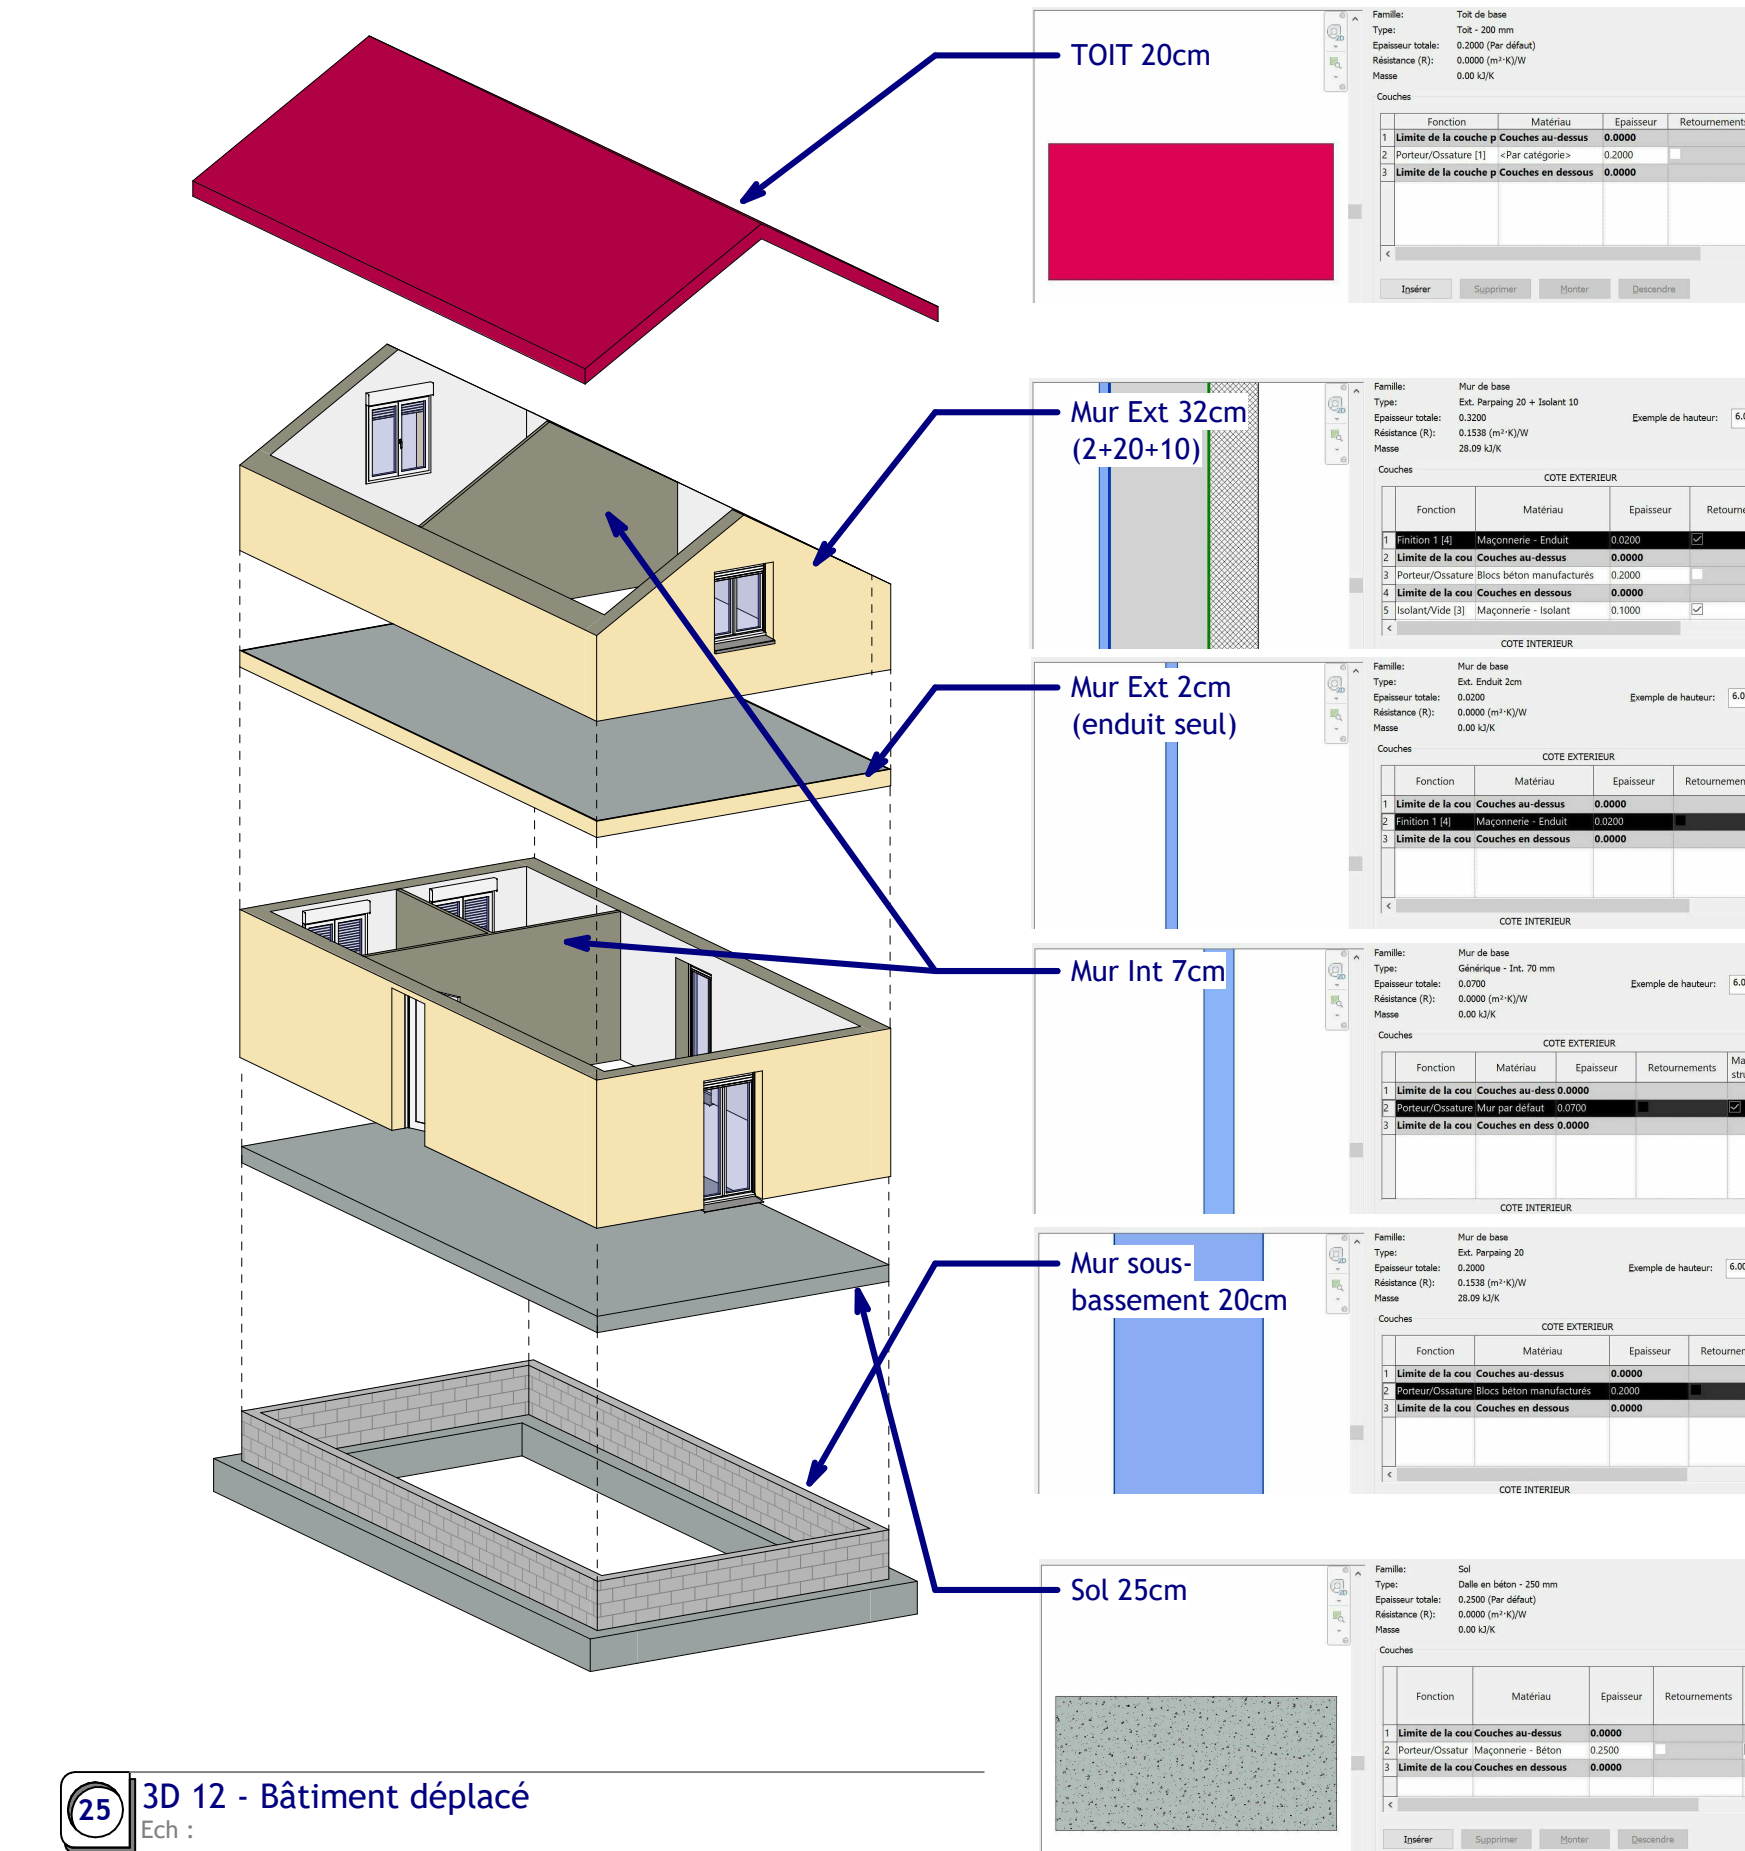 TOIT 20cm
Famille: Toit de base
Type: Toit - 200 mm
Epaisseur totale: 0.2000 (Par défaut)
Résistance (R): 0.0000 (m²·K)/W
Masse 0.00 kJ/K
Couches
Fonction Matériau Epaisseur Retournements
1 Limite de la couche p Couches au-dessus 0.0000
2 Porteur/Ossature [1] <Par catégorie> 0.2000
3 Limite de la couche p Couches en dessous 0.0000
Insérer Supprimer Monter Descendre
Mur Ext 32cm
(2+20+10)
Famille: Mur de base
Type: Ext. Parpaing 20 + Isolant 10
Epaisseur totale: 0.3200 Exemple de hauteur: 6.0
Résistance (R): 0.1538 (m²·K)/W
Masse 28.09 kJ/K
Couches
COTE EXTERIEUR
Fonction Matériau Epaisseur Retourne
1 Finition 1 [4] Maçonnerie - Enduit 0.0200
2 Limite de la cou Couches au-dessus 0.0000
3 Porteur/Ossature Blocs béton manufacturés 0.2000
4 Limite de la cou Couches en dessous 0.0000
5 Isolant/Vide [3] Maçonnerie - Isolant 0.1000
COTE INTERIEUR
Mur Ext 2cm
(enduit seul)
Famille: Mur de base
Type: Ext. Enduit 2cm
Epaisseur totale: 0.0200 Exemple de hauteur: 6.0
Résistance (R): 0.0000 (m²·K)/W
Masse 0.00 kJ/K
Couches
COTE EXTERIEUR
Fonction Matériau Epaisseur Retournemen
1 Limite de la cou Couches au-dessus 0.0000
2 Finition 1 [4] Maçonnerie - Enduit 0.0200
3 Limite de la cou Couches en dessous 0.0000
COTE INTERIEUR
Mur Int 7cm
Famille: Mur de base
Type: Générique - Int. 70 mm
Epaisseur totale: 0.0700 Exemple de hauteur: 6.0
Résistance (R): 0.0000 (m²·K)/W
Masse 0.00 kJ/K
Couches
COTE EXTERIEUR
Fonction Matériau Epaisseur Retournements Ma
stru
1 Limite de la cou Couches au-dess 0.0000
2 Porteur/Ossature Mur par défaut 0.0700
3 Limite de la cou Couches en dess 0.0000
COTE INTERIEUR
Mur sous-
bassement 20cm
Famille: Mur de base
Type: Ext. Parpaing 20
Epaisseur totale: 0.2000 Exemple de hauteur: 6.00
Résistance (R): 0.1538 (m²·K)/W
Masse 28.09 kJ/K
Couches
COTE EXTERIEUR
Fonction Matériau Epaisseur Retournem
1 Limite de la cou Couches au-dessus 0.0000
2 Porteur/Ossature Blocs béton manufacturés 0.2000
3 Limite de la cou Couches en dessous 0.0000
COTE INTERIEUR
Sol 25cm
Famille: Sol
Type: Dalle en béton - 250 mm
Epaisseur totale: 0.2500 (Par défaut)
Résistance (R): 0.0000 (m²·K)/W
Masse 0.00 kJ/K
Couches
Fonction Matériau Epaisseur Retournements
1 Limite de la cou Couches au-dessus 0.0000
2 Porteur/Ossatur Maçonnerie - Béton 0.2500
3 Limite de la cou Couches en dessous 0.0000
Insérer Supprimer Monter Descendre
25 3D 12 - Bâtiment déplacé
Ech :